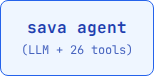 sava agent
(LLM + 26 tools)